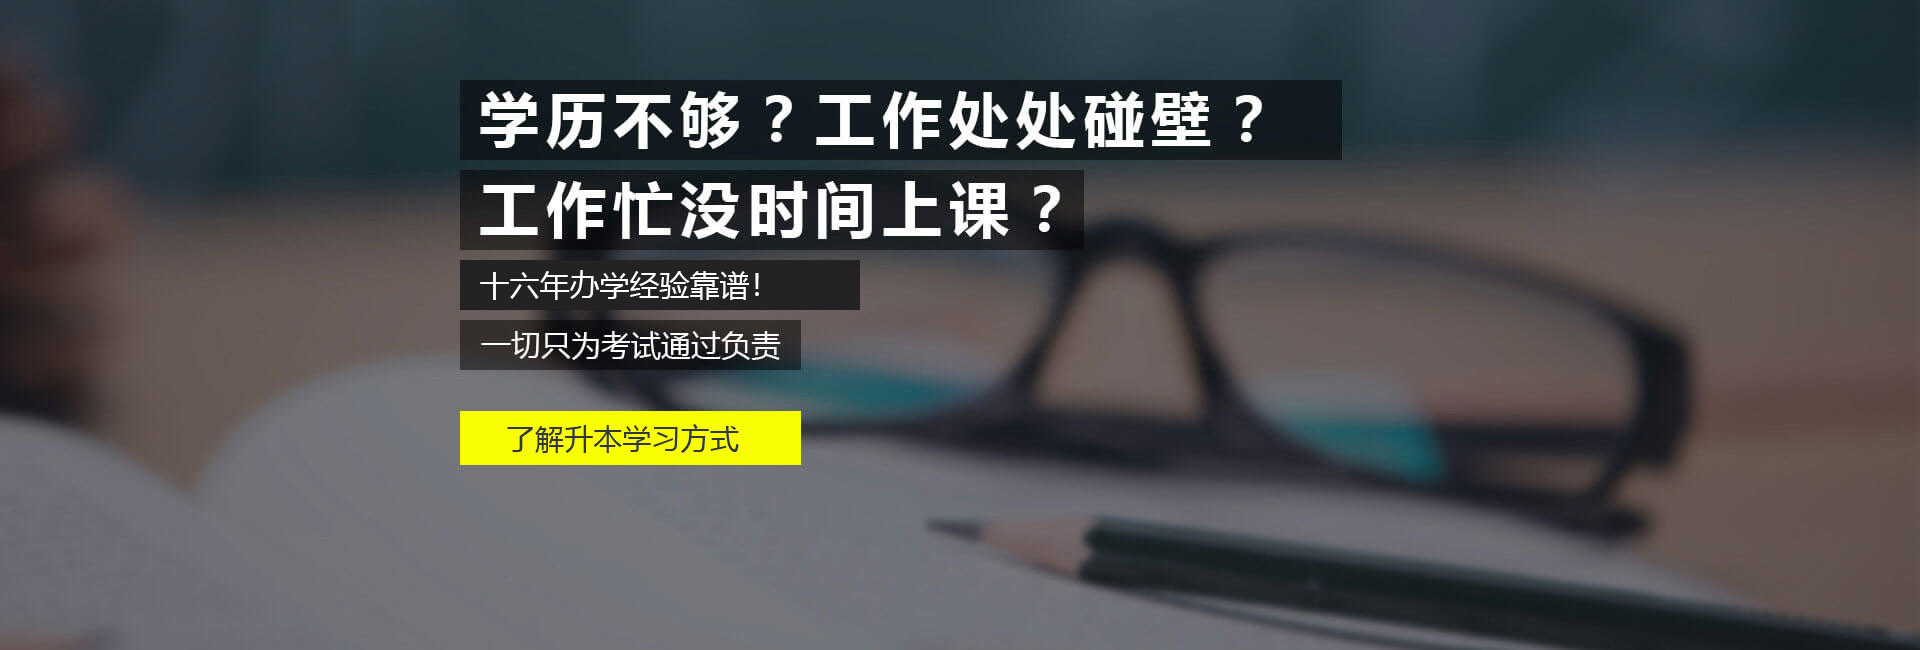 学历不够？工作处处碰壁？
工作忙没时间上课？
十六年办学经验靠谱！
一切只为考试通过负责
了解升本学习方式